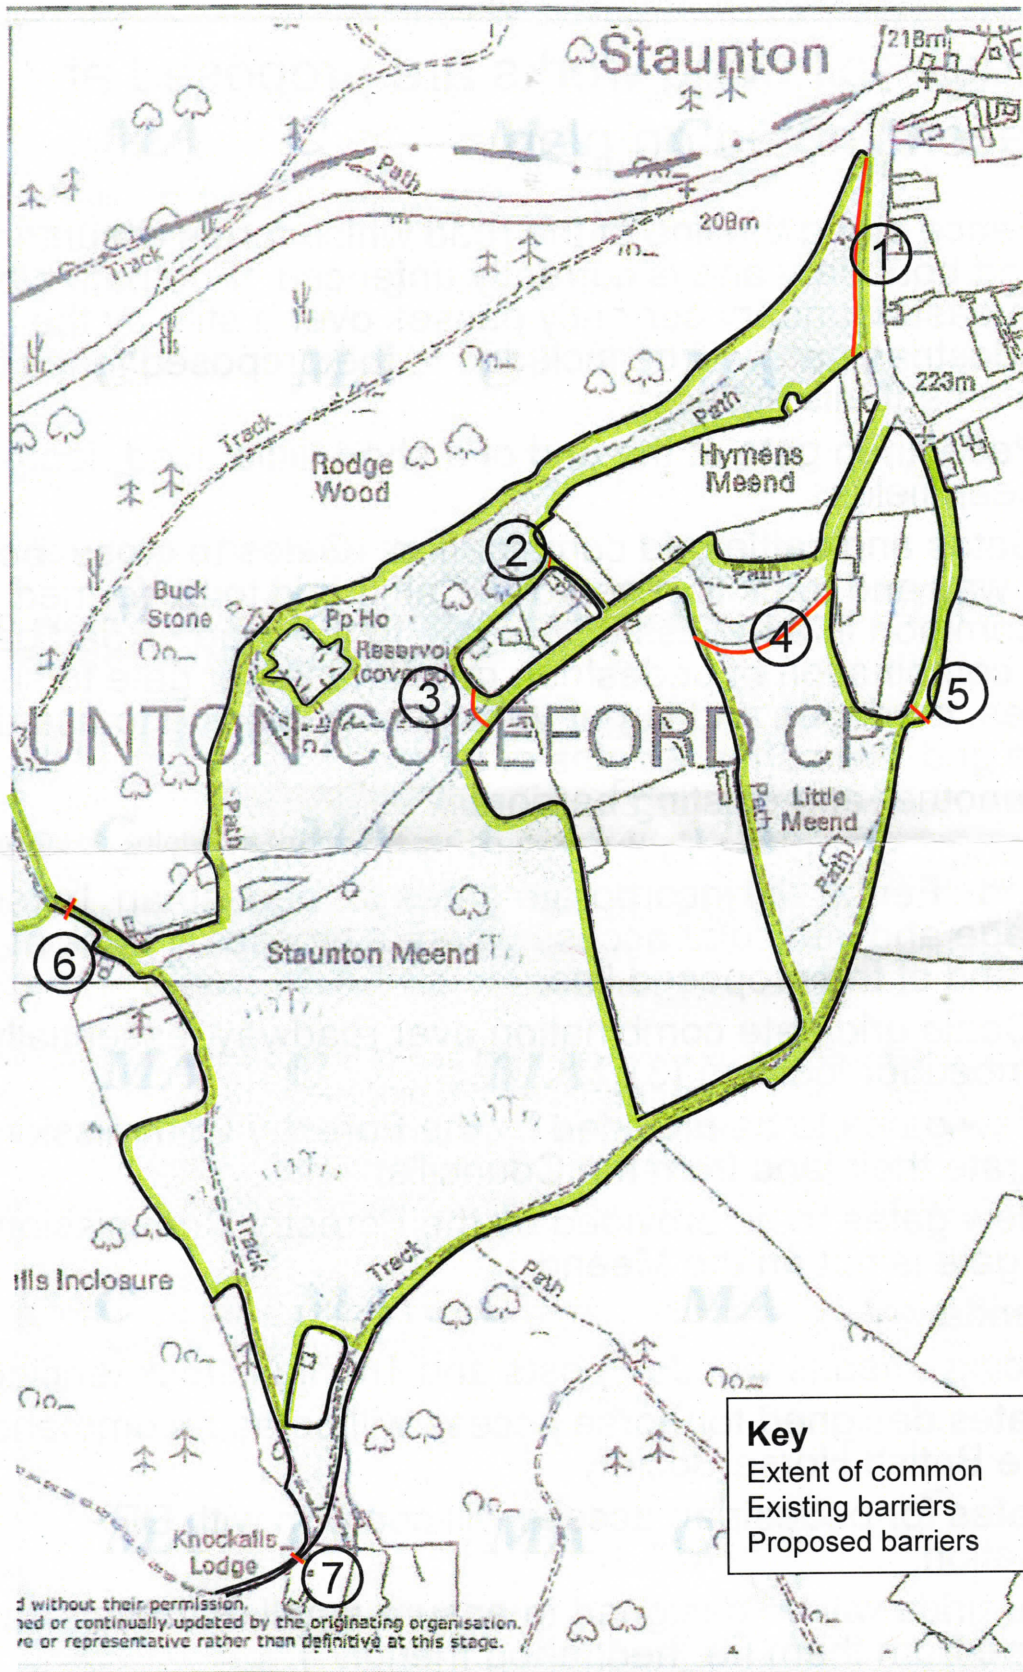 Staunton
218m
Path
208m
Track
1
223m
Path
Track
Rodge
Wood
Hymens
Meend
2
Path
Buck
Stone
Pp Ho
Reservoir
(covered)
4
3
5
UNTON COLEFORD CP
Path
Path
Little
Meend
Path
6
Staunton Meend
Track
Track
Path
lls Inclosure
Key
Extent of common
Existing barriers
Proposed barriers
Knockalls
Lodge
7
d without their permission.
ned or continually updated by the originating organisation.
re or representative rather than definitive at this stage.